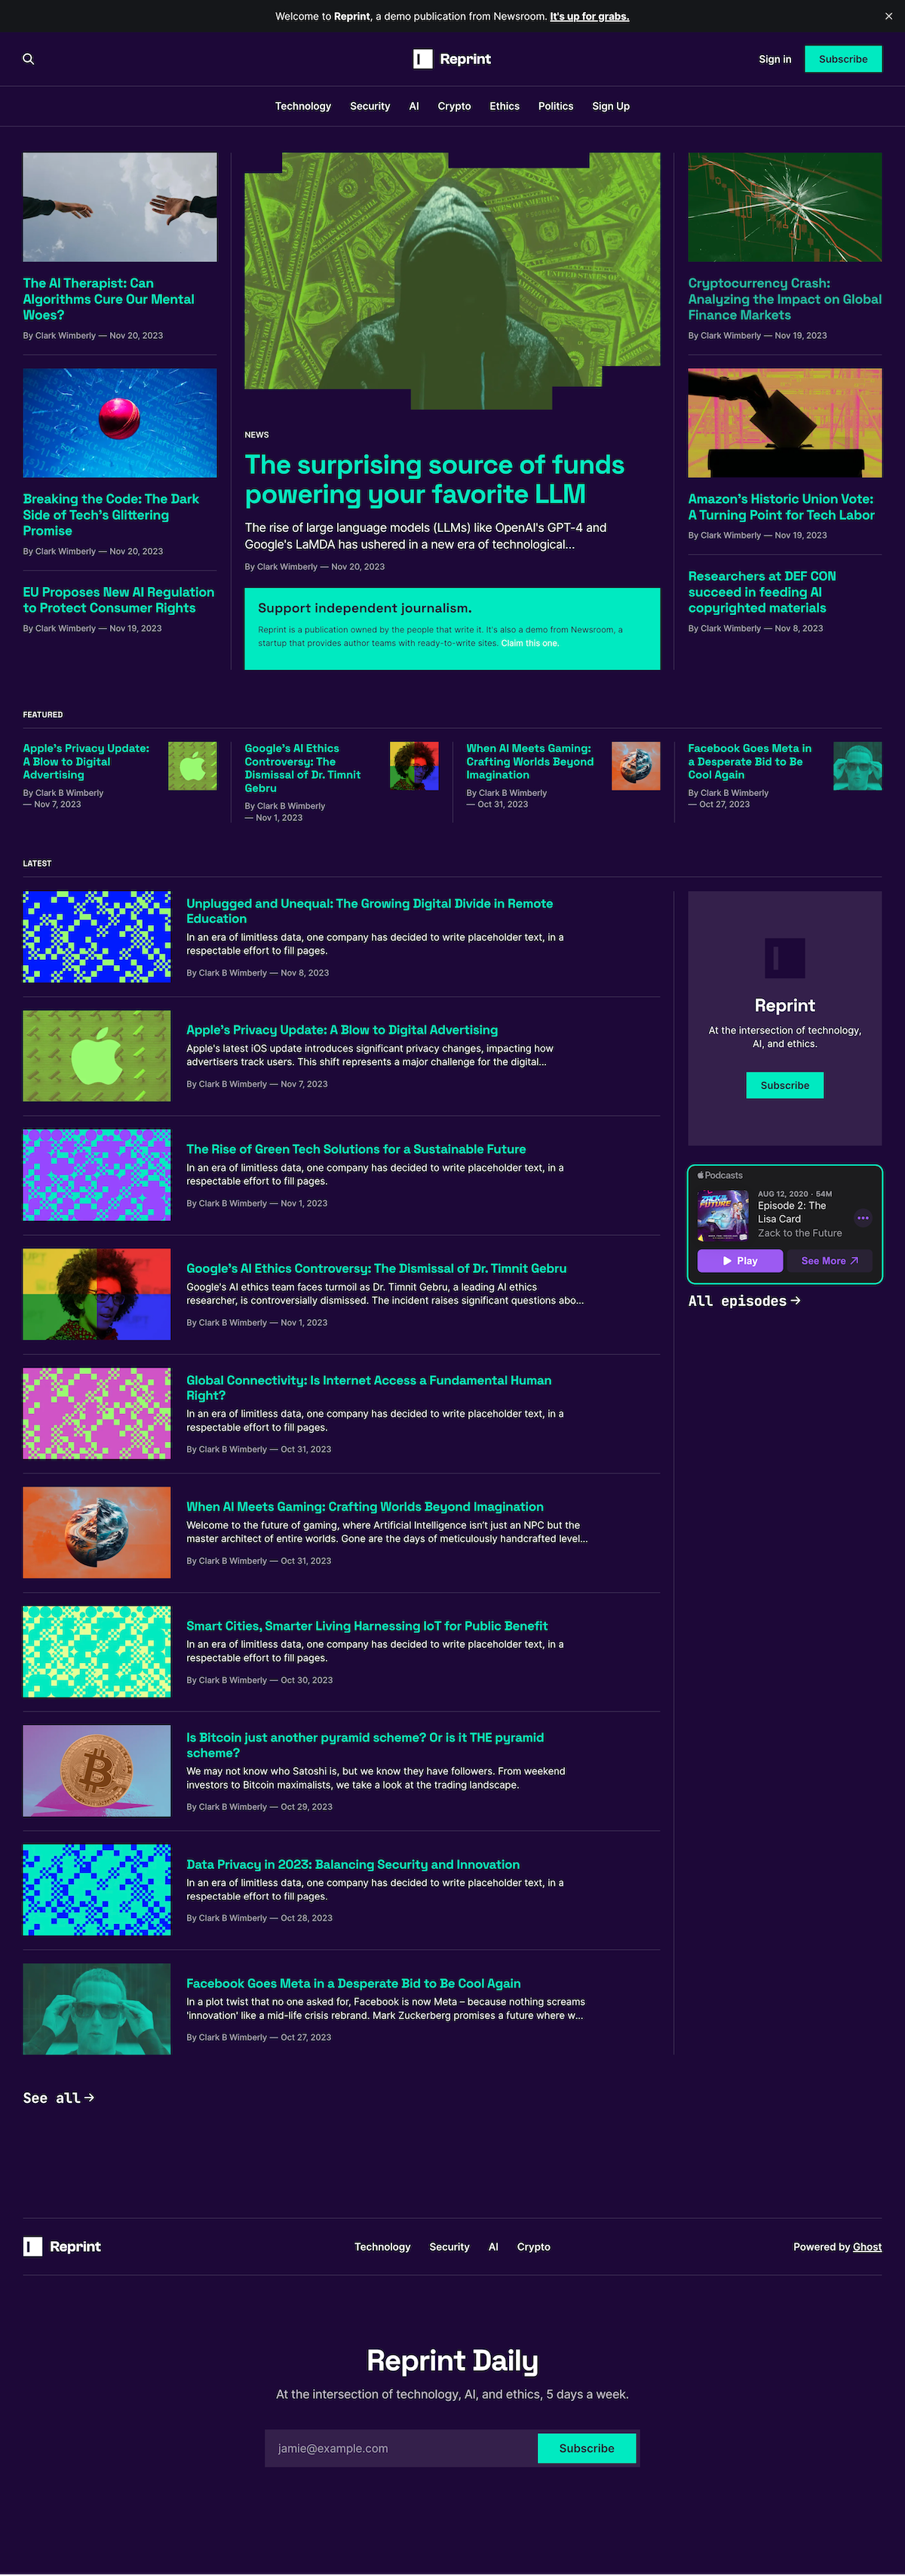 Welcome to Reprint, a demo publication from Newsroom. It's up for grabs.
Reprint
Sign in
Subscribe
Technology
Security
AI
Crypto
Ethics
Politics
Sign Up
The AI Therapist: Can
Algorithms Cure Our Mental
Woes?
By Clark Wimberly — Nov 20, 2023
Breaking the Code: The Dark
Side of Tech's Glittering
Promise
By Clark Wimberly — Nov 20, 2023
EU Proposes New AI Regulation
to Protect Consumer Rights
By Clark Wimberly — Nov 19, 2023
NEWS
The surprising source of funds
powering your favorite LLM
The rise of large language models (LLMs) like OpenAI's GPT-4 and
Google's LaMDA has ushered in a new era of technological...
By Clark Wimberly — Nov 20, 2023
Support independent journalism.
Reprint is a publication owned by the people that write it. It's also a demo from Newsroom, a
startup that provides author teams with ready-to-write sites. Claim this one.
Cryptocurrency Crash:
Analyzing the Impact on Global
Finance Markets
By Clark Wimberly — Nov 19, 2023
Amazon's Historic Union Vote:
A Turning Point for Tech Labor
By Clark Wimberly — Nov 19, 2023
Researchers at DEF CON
succeed in feeding AI
copyrighted materials
By Clark Wimberly — Nov 8, 2023
FEATURED
Apple's Privacy Update:
A Blow to Digital
Advertising
By Clark B Wimberly
— Nov 7, 2023
Google's AI Ethics
Controversy: The
Dismissal of Dr. Timnit
Gebru
By Clark B Wimberly
— Nov 1, 2023
When AI Meets Gaming:
Crafting Worlds Beyond
Imagination
By Clark B Wimberly
— Oct 31, 2023
Facebook Goes Meta in
a Desperate Bid to Be
Cool Again
By Clark B Wimberly
— Oct 27, 2023
LATEST
Unplugged and Unequal: The Growing Digital Divide in Remote
Education
In an era of limitless data, one company has decided to write placeholder text, in a
respectable effort to fill pages.
By Clark B Wimberly — Nov 8, 2023
Apple's Privacy Update: A Blow to Digital Advertising
Apple's latest iOS update introduces significant privacy changes, impacting how
advertisers track users. This shift represents a major challenge for the digital...
By Clark B Wimberly — Nov 7, 2023
The Rise of Green Tech Solutions for a Sustainable Future
In an era of limitless data, one company has decided to write placeholder text, in a
respectable effort to fill pages.
By Clark B Wimberly — Nov 1, 2023
Google's AI Ethics Controversy: The Dismissal of Dr. Timnit Gebru
Google's AI ethics team faces turmoil as Dr. Timnit Gebru, a leading AI ethics
researcher, is controversially dismissed. The incident raises significant questions abo...
By Clark B Wimberly — Nov 1, 2023
Global Connectivity: Is Internet Access a Fundamental Human
Right?
In an era of limitless data, one company has decided to write placeholder text, in a
respectable effort to fill pages.
By Clark B Wimberly — Oct 31, 2023
When AI Meets Gaming: Crafting Worlds Beyond Imagination
Welcome to the future of gaming, where Artificial Intelligence isn't just an NPC but the
master architect of entire worlds. Gone are the days of meticulously handcrafted level...
By Clark B Wimberly — Oct 31, 2023
Smart Cities, Smarter Living Harnessing IoT for Public Benefit
In an era of limitless data, one company has decided to write placeholder text, in a
respectable effort to fill pages.
By Clark B Wimberly — Oct 30, 2023
Is Bitcoin just another pyramid scheme? Or is it THE pyramid
scheme?
We may not know who Satoshi is, but we know they have followers. From weekend
investors to Bitcoin maximalists, we take a look at the trading landscape.
By Clark B Wimberly — Oct 29, 2023
Data Privacy in 2023: Balancing Security and Innovation
In an era of limitless data, one company has decided to write placeholder text, in a
respectable effort to fill pages.
By Clark B Wimberly — Oct 28, 2023
Facebook Goes Meta in a Desperate Bid to Be Cool Again
In a plot twist that no one asked for, Facebook is now Meta – because nothing screams
'innovation' like a mid-life crisis rebrand. Mark Zuckerberg promises a future where w...
By Clark B Wimberly — Oct 27, 2023
Reprint
At the intersection of technology,
AI, and ethics.
Subscribe
Podcasts
AUG 12, 2020 · 54M
Episode 2: The
Lisa Card
Zack to the Future
Play
See More
All episodes
See all
Reprint
Technology
Security
AI
Crypto
Powered by Ghost
Reprint Daily
At the intersection of technology, AI, and ethics, 5 days a week.
jamie@example.com
Subscribe